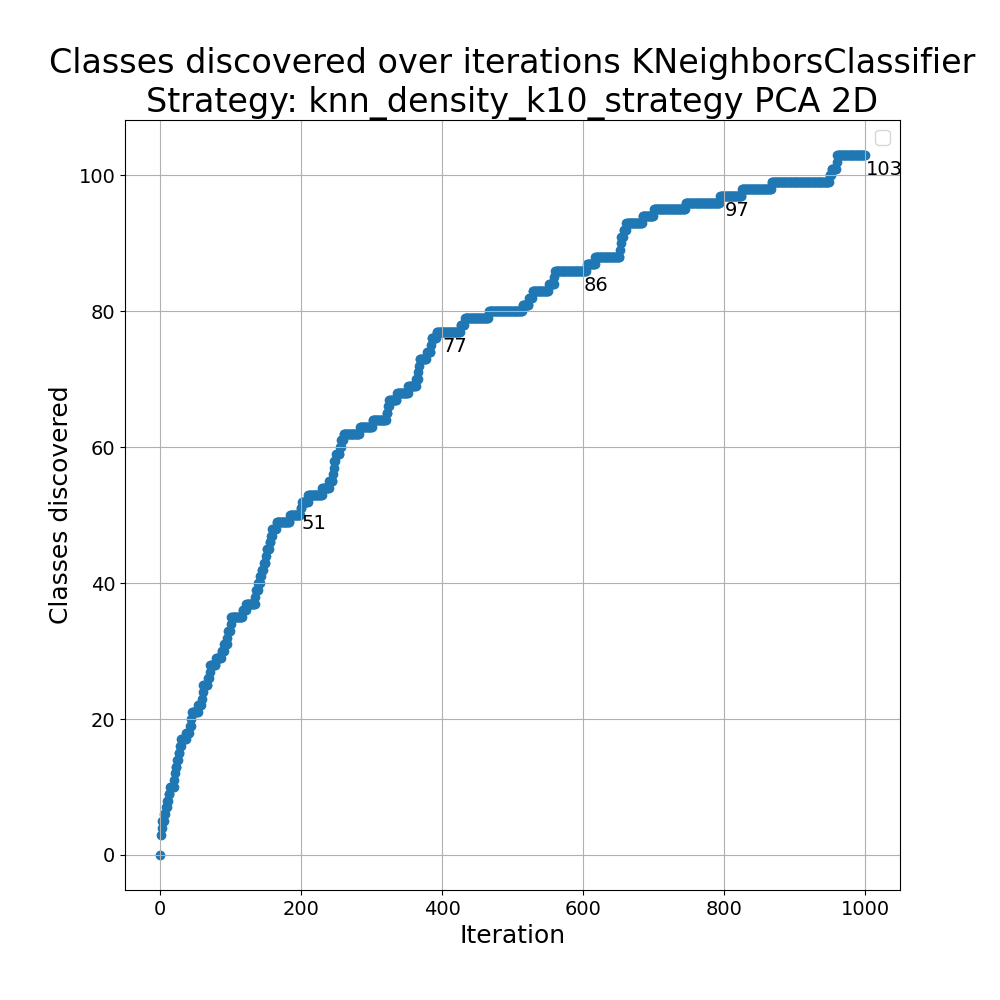 Classes discovered over iterations KNeighborsClassifier
Strategy: knn_density_k10_strategy PCA 2D
Classes discovered
100
80
60
40
20
0
103
97
86
77
51
0 200 400 600 800 1000
Iteration